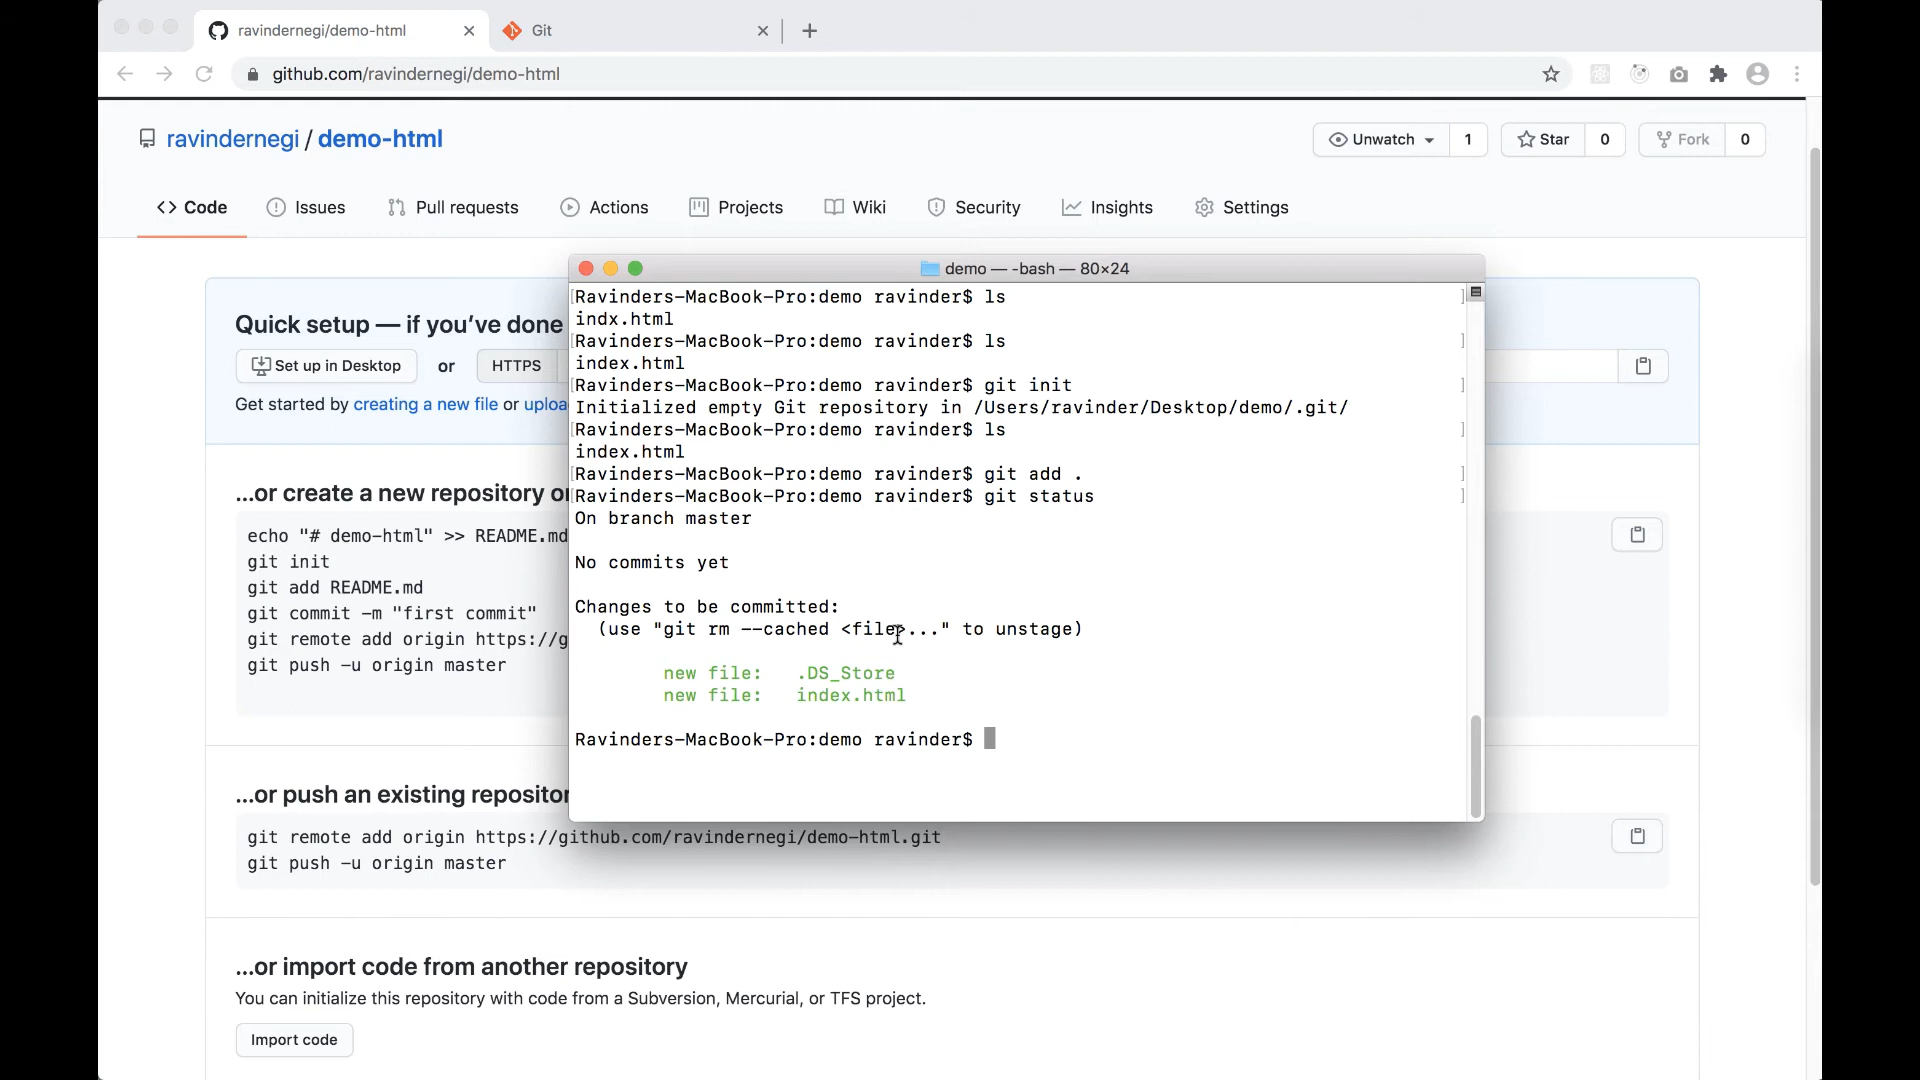 ravindernegi/demo-html
Git
github.com/ravindernegi/demo-html
ravindernegi / demo-html
Unwatch 1
Star 0
Fork 0
Code
Issues
Pull requests
Actions
Projects
Wiki
Security
Insights
Settings
Quick setup — if you’ve done
Set up in Desktop or HTTPS
Get started by creating a new file or uploa
...or create a new repository o
echo "# demo-html" >> README.md
git init
git add README.md
git commit -m "first commit"
git remote add origin https://g
git push -u origin master
...or push an existing repositor
git remote add origin https://github.com/ravindernegi/demo-html.git
git push -u origin master
...or import code from another repository
You can initialize this repository with code from a Subversion, Mercurial, or TFS project.
Import code
demo — -bash — 80×24
[Ravinders-MacBook-Pro:demo ravinder$ ls ]
indx.html
[Ravinders-MacBook-Pro:demo ravinder$ ls ]
index.html
[Ravinders-MacBook-Pro:demo ravinder$ git init ]
Initialized empty Git repository in /Users/ravinder/Desktop/demo/.git/
[Ravinders-MacBook-Pro:demo ravinder$ ls ]
index.html
[Ravinders-MacBook-Pro:demo ravinder$ git add . ]
[Ravinders-MacBook-Pro:demo ravinder$ git status ]
On branch master
No commits yet
Changes to be committed:
(use "git rm --cached <file>..." to unstage)
new file: .DS_Store
new file: index.html
Ravinders-MacBook-Pro:demo ravinder$